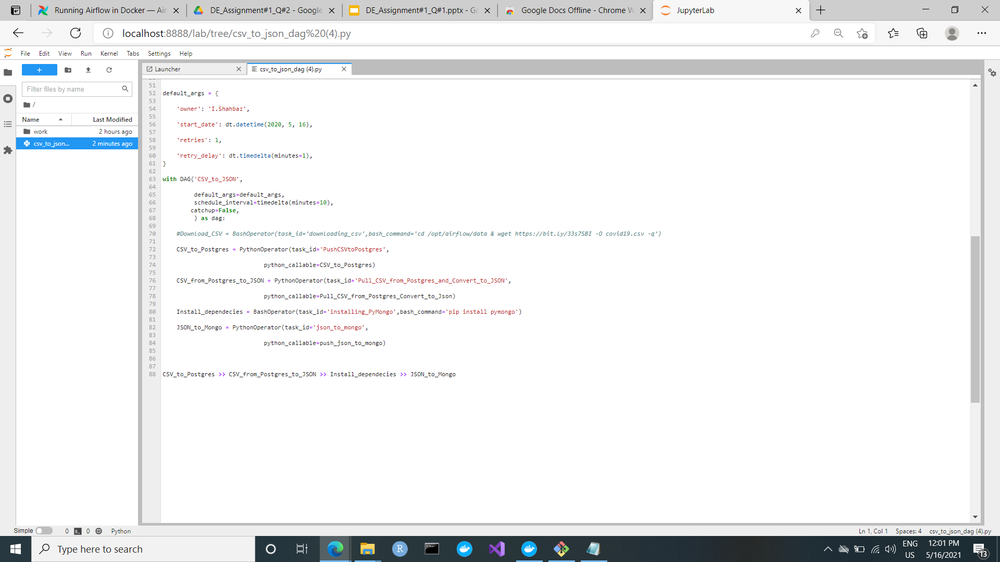 Running Airflow in Docker — Air
DE_Assignment#1_Q#2 - Google
DE_Assignment#1_Q#1.pptx - Go
Google Docs Offline - Chrome W
JupyterLab
localhost:8888/lab/tree/csv_to_json_dag%20(4).py
File Edit View Run Kernel Tabs Settings Help
Launcher
csv_to_json_dag (4).py
Filter files by name
/
Name Last Modified
work 2 hours ago
csv_to_json... 2 minutes ago
51
52 default_args = {
53
54 'owner': 'I.Shahbaz',
55
56 'start_date': dt.datetime(2020, 5, 16),
57
58 'retries': 1,
59
60 'retry_delay': dt.timedelta(minutes=1),
61 }
62
63 with DAG('CSV_to_JSON',
64
65 default_args=default_args,
66 schedule_interval=timedelta(minutes=10),
67 catchup=False,
68 ) as dag:
69
70 #Download_CSV = BashOperator(task_id='downloading_csv',bash_command='cd /opt/airflow/data & wget https://bit.ly/33s7SBI -O covid19.csv -q')
71
72 CSV_to_Postgres = PythonOperator(task_id='PushCSVtoPostgres',
73
74 python_callable=CSV_to_Postgres)
75
76 CSV_from_Postgres_to_JSON = PythonOperator(task_id='Pull_CSV_from_Postgres_and_Convert_to_JSON',
77
78 python_callable=Pull_CSV_from_Postgres_Convert_to_Json)
79
80 Install_dependecies = BashOperator(task_id='installing_PyMongo',bash_command='pip install pymongo')
81
82 JSON_to_Mongo = PythonOperator(task_id='json_to_mongo',
83
84 python_callable=push_json_to_mongo)
85
86
87
88 CSV_to_Postgres >> CSV_from_Postgres_to_JSON >> Install_dependecies >> JSON_to_Mongo
Simple 0 0 Python
Ln 1, Col 1 Spaces: 4 csv_to_json_dag (4).py
Type here to search
R
ENG
US
12:01 PM
5/16/2021
13